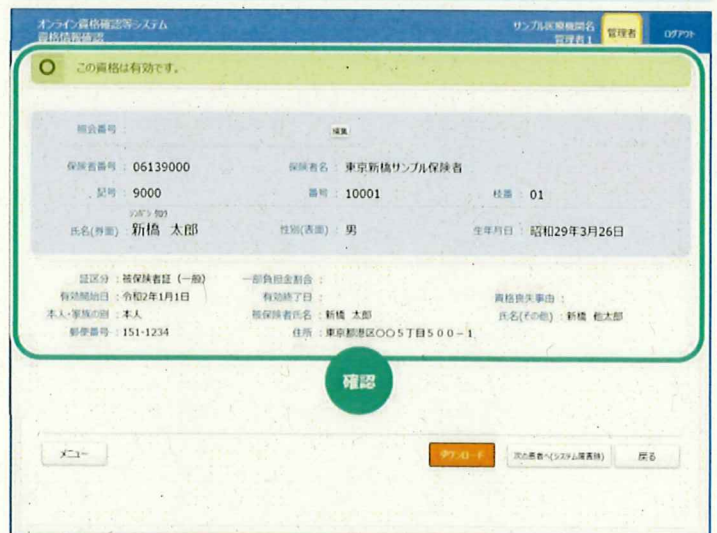 オンライン資格確認等システム
資格情報確認
サンプル医療機関名
管理者1
管理者
ログアウト
この資格は有効です。
照会番号 :
編集
保険者番号 : 06139000 保険者名 : 東京新橋サンプル保険者
記号 : 9000 番号 : 10001 枝番 : 01
ｼﾝﾊﾞｼ ﾀﾛｳ
氏名(券面) : 新橋 太郎 性別(表面) : 男 生年月日 : 昭和29年3月26日
証区分 : 被保険者証 (一般) 一部負担金割合 :
有効開始日 : 令和2年1月1日 有効終了日 : 資格喪失事由 :
本人・家族の別 : 本人 被保険者氏名 : 新橋 太郎 氏名(その他) : 新橋 他太郎
郵便番号 : 151-1234 住所 : 東京都港区〇〇5丁目500-1
確認
メニュー ダウンロード 次の患者へ(システム障害時) 戻る